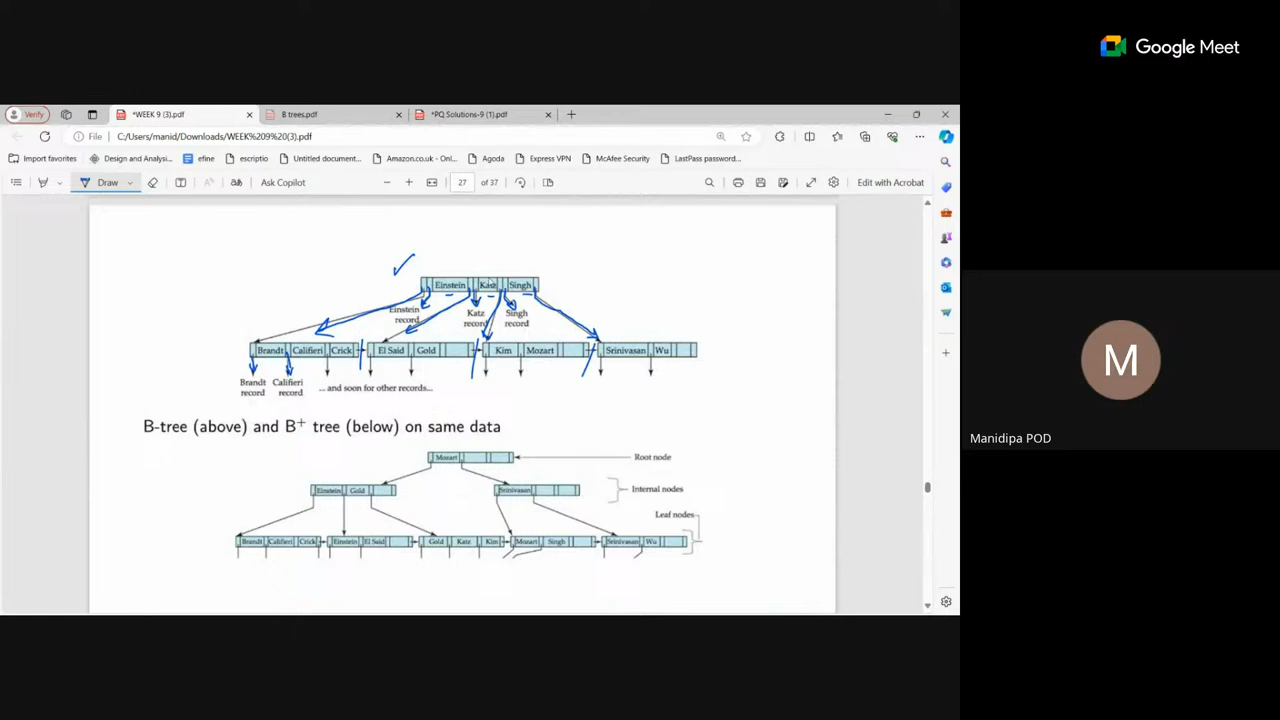 Google Meet
Verify
*WEEK 9 (3).pdf
B trees.pdf
*PQ Solutions-9 (1).pdf
File
C:/Users/manid/Downloads/WEEK%209%20(3).pdf
Import favorites
Design and Analysi...
efine
escriptio
Untitled document...
Amazon.co.uk - Onl...
Agoda
Express VPN
McAfee Security
LastPass password...
Draw
Ask Copilot
27
of 37
Edit with Acrobat
Einstein Katz Singh
Einstein record
Katz record
Singh record
Brandt Califieri Crick El Said Gold Kim Mozart Srinivasan Wu
Brandt record
Califieri record
...and soon for other records...
B-tree (above) and B+ tree (below) on same data
Mozart
Root node
Einstein Gold Srinivasan
Internal nodes
Leaf nodes
Brandt Califieri Crick Einstein El Said Gold Katz Kim Mozart Singh Srinivasan Wu
M
Manidipa POD